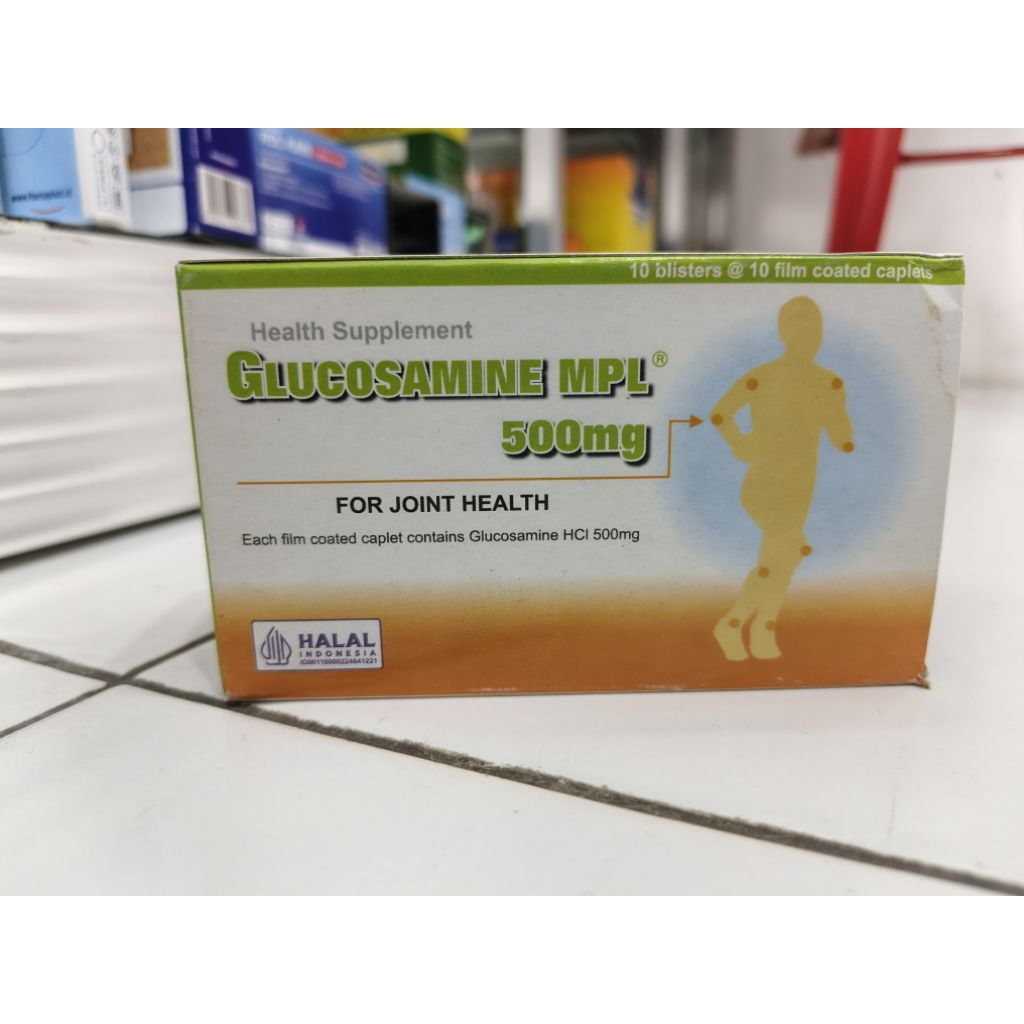 10 blisters @ 10 film coated caplets
Health Supplement
GLUCOSAMINE MPL®
500mg
FOR JOINT HEALTH
Each film coated caplet contains Glucosamine HCl 500mg
HALAL
INDONESIA
ID00110000224641221